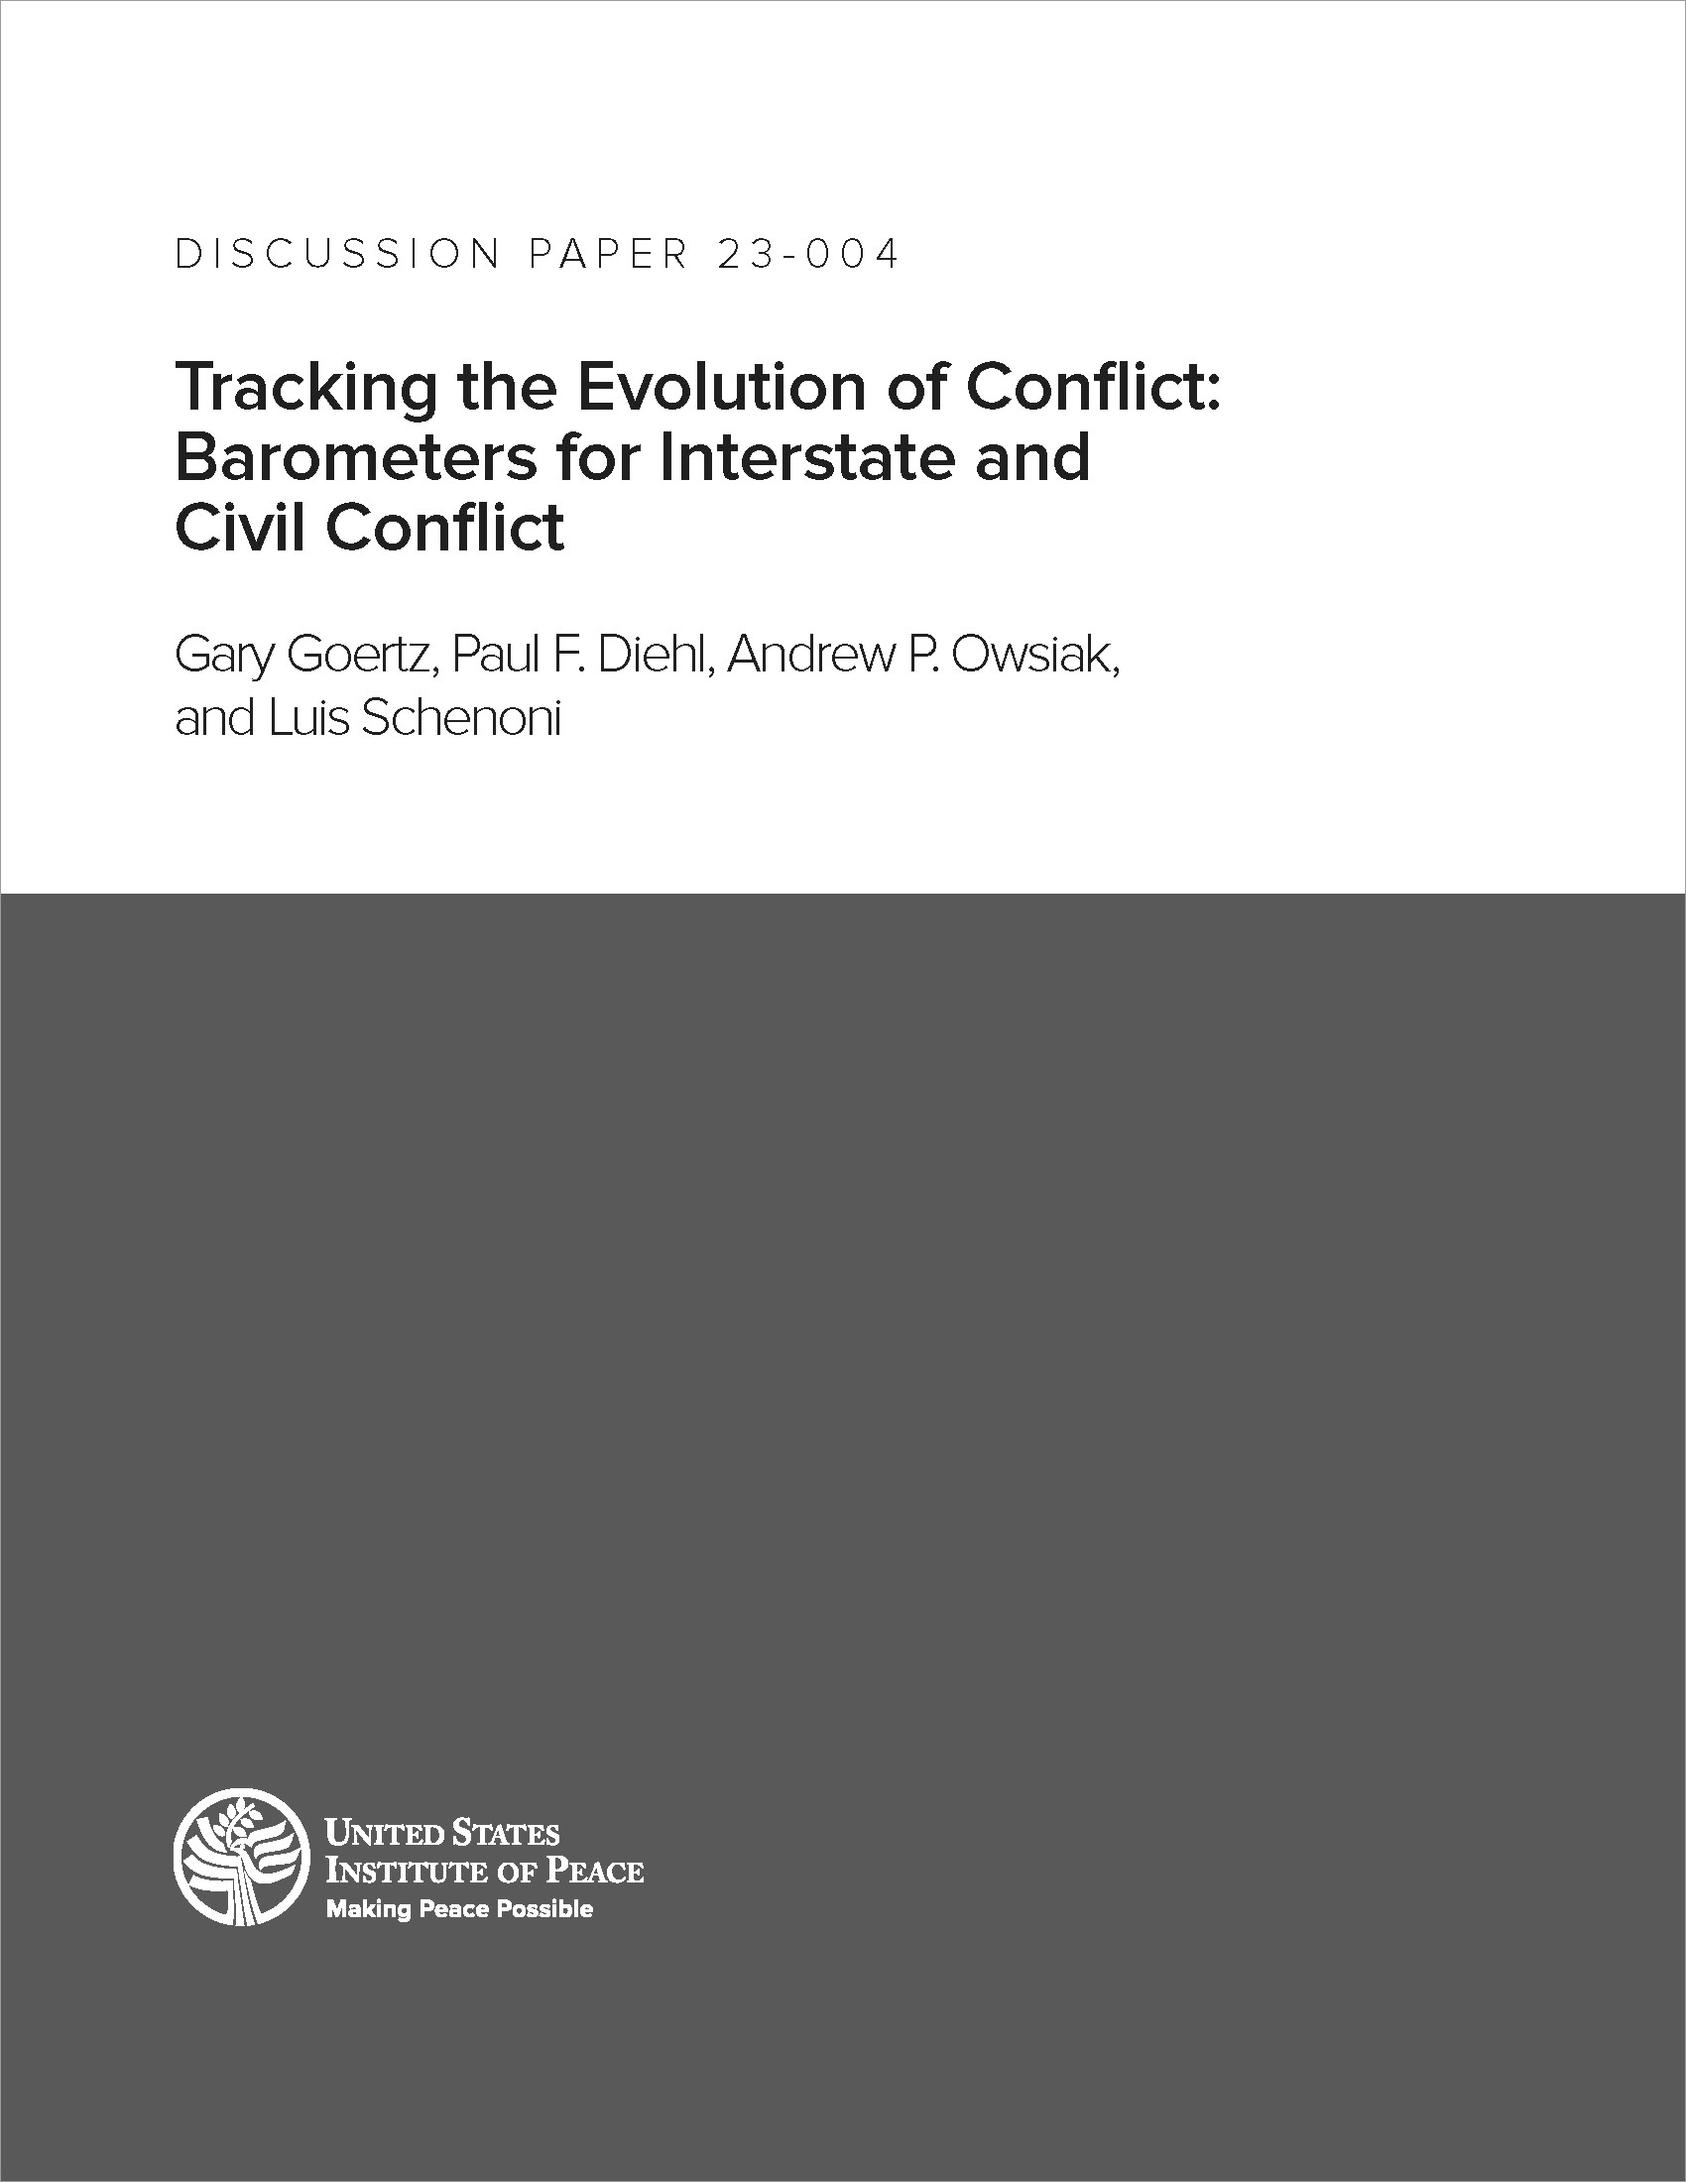 DISCUSSION PAPER 23-004
Tracking the Evolution of Conflict:
Barometers for Interstate and
Civil Conflict
Gary Goertz, Paul F. Diehl, Andrew P. Owsiak,
and Luis Schenoni
UNITED STATES
INSTITUTE OF PEACE
Making Peace Possible